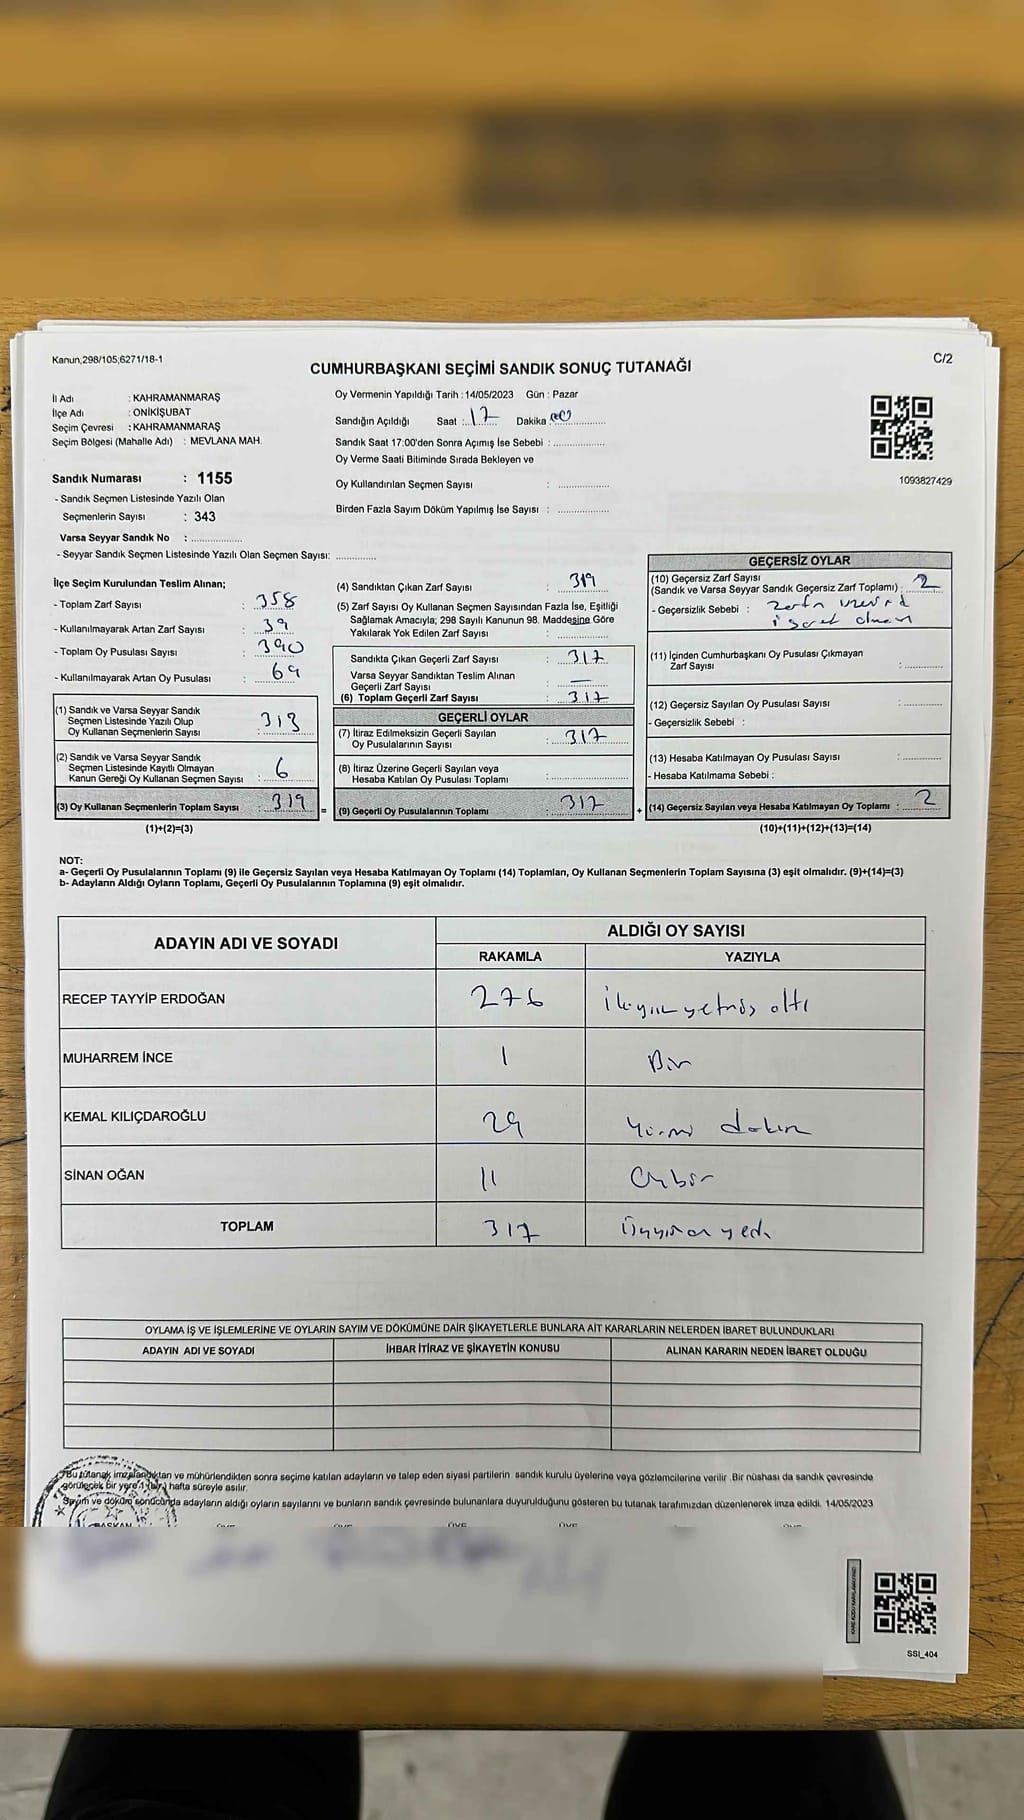 Kanun;298/105;6271/18-1
C/2
CUMHURBAŞKANI SEÇİMİ SANDIK SONUÇ TUTANAĞI
İl Adı : KAHRAMANMARAŞ
İlçe Adı : ONİKİŞUBAT
Seçim Çevresi : KAHRAMANMARAŞ
Seçim Bölgesi (Mahalle Adı) : MEVLANA MAH.
Oy Vermenin Yapıldığı Tarih : 14/05/2023 Gün : Pazar
Sandığın Açıldığı Saat : 17 Dakika
Sandık Saat 17:00'den Sonra Açımış İse Sebebi :
Oy Verme Saati Bitiminde Sırada Bekleyen ve
Oy Kullandırılan Seçmen Sayısı :
Birden Fazla Sayım Döküm Yapılmış İse Sayısı :
1093827429
Sandık Numarası : 1155
- Sandık Seçmen Listesinde Yazılı Olan
Seçmenlerin Sayısı : 343
Varsa Seyyar Sandık No :
- Seyyar Sandık Seçmen Listesinde Yazılı Olan Seçmen Sayısı:
İlçe Seçim Kurulundan Teslim Alınan;
- Toplam Zarf Sayısı : 358
- Kullanılmayarak Artan Zarf Sayısı : 39
- Toplam Oy Pusulası Sayısı : 390
- Kullanılmayarak Artan Oy Pusulası : 69
(1) Sandık ve Varsa Seyyar Sandık
Seçmen Listesinde Yazılı Olup
Oy Kullanan Seçmenlerin Sayısı : 313
(2) Sandık ve Varsa Seyyar Sandık
Seçmen Listesinde Kayıtlı Olmayan
Kanun Gereği Oy Kullanan Seçmen Sayısı : 6
(3) Oy Kullanan Seçmenlerin Toplam Sayısı : 319
(1)+(2)=(3)
(4) Sandıktan Çıkan Zarf Sayısı : 319
(5) Zarf Sayısı Oy Kullanan Seçmen Sayısından Fazla İse, Eşitliği
Sağlamak Amacıyla; 298 Sayılı Kanunun 98. Maddesine Göre
Yakılarak Yok Edilen Zarf Sayısı :
Sandıkta Çıkan Geçerli Zarf Sayısı : 317
Varsa Seyyar Sandıktan Teslim Alınan
Geçerli Zarf Sayısı : —
(6) Toplam Geçerli Zarf Sayısı : 317
GEÇERLİ OYLAR
(7) İtiraz Edilmeksizin Geçerli Sayılan
Oy Pusulalarının Sayısı : 317
(8) İtiraz Üzerine Geçerli Sayılan veya
Hesaba Katılan Oy Pusulası Toplamı :
= (9) Geçerli Oy Pusulalarının Toplamı : 317 +
GEÇERSİZ OYLAR
(10) Geçersiz Zarf Sayısı
(Sandık ve Varsa Seyyar Sandık Geçersiz Zarf Toplamı) : 2
- Geçersizlik Sebebi :
(11) İçinden Cumhurbaşkanı Oy Pusulası Çıkmayan
Zarf Sayısı :
(12) Geçersiz Sayılan Oy Pusulası Sayısı :
- Geçersizlik Sebebi :
(13) Hesaba Katılmayan Oy Pusulası Sayısı :
- Hesaba Katılmama Sebebi :
(14) Geçersiz Sayılan veya Hesaba Katılmayan Oy Toplamı : 2
(10)+(11)+(12)+(13)=(14)
NOT:
a- Geçerli Oy Pusulalarının Toplamı (9) ile Geçersiz Sayılan veya Hesaba Katılmayan Oy Toplamı (14) Toplamları, Oy Kullanan Seçmenlerin Toplam Sayısına (3) eşit olmalıdır. (9)+(14)=(3)
b- Adayların Aldığı Oyların Toplamı, Geçerli Oy Pusulalarının Toplamına (9) eşit olmalıdır.
ADAYIN ADI VE SOYADI
ALDIĞI OY SAYISI
RAKAMLA YAZIYLA
RECEP TAYYİP ERDOĞAN 276 ikiyüzyetmiş altı
MUHARREM İNCE 1 Bir
KEMAL KILIÇDAROĞLU 29 Yirmi dokuz
SİNAN OĞAN 11 Onbir
TOPLAM 317 Üçyüzon yedi
OYLAMA İŞ VE İŞLEMLERİNE VE OYLARIN SAYIM VE DÖKÜMÜNE DAİR ŞİKAYETLERLE BUNLARA AİT KARARLARIN NELERDEN İBARET BULUNDUKLARI
ADAYIN ADI VE SOYADI İHBAR İTİRAZ VE ŞİKAYETİN KONUSU ALINAN KARARIN NEDEN İBARET OLDUĞU
Bu tutanak imzalandıktan ve mühürlendikten sonra seçime katılan adayların ve talep eden siyasi partilerin sandık kurulu üyelerine veya gözlemcilerine verilir .Bir nüshası da sandık çevresinde
görülecek bir yere 1 (bir) hafta süreyle asılır.
Sayım ve döküm sonucunda adayların aldığı oyların sayılarını ve bunların sandık çevresinde bulunanlara duyurulduğunu gösteren bu tutanak tarafımızdan düzenlenerek imza edildi. 14/05/2023
BAŞKAN ÜYE ÜYE ÜYE ÜYE ÜYE
SSI_404